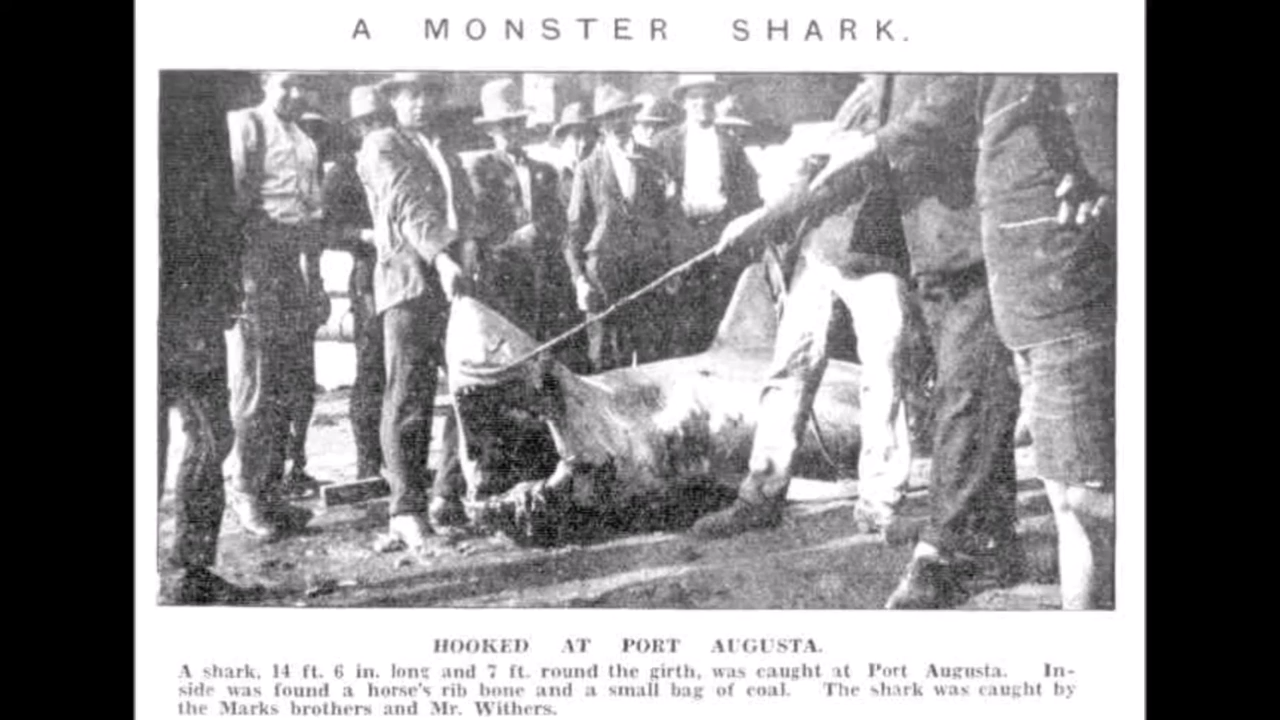 A MONSTER SHARK.
HOOKED AT PORT AUGUSTA.
A shark, 14 ft. 6 in. long and 7 ft. round the girth, was caught at Port Augusta. In-
side was found a horse's rib bone and a small bag of coal. The shark was caught by
the Marks brothers and Mr. Withers.